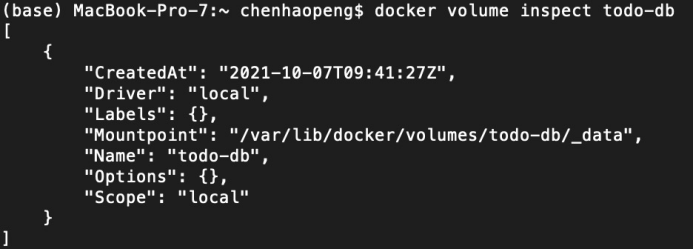 (base) MacBook-Pro-7:~ chenhaopeng$ docker volume inspect todo-db
[
    {
        "CreatedAt": "2021-10-07T09:41:27Z",
        "Driver": "local",
        "Labels": {},
        "Mountpoint": "/var/lib/docker/volumes/todo-db/_data",
        "Name": "todo-db",
        "Options": {},
        "Scope": "local"
    }
]